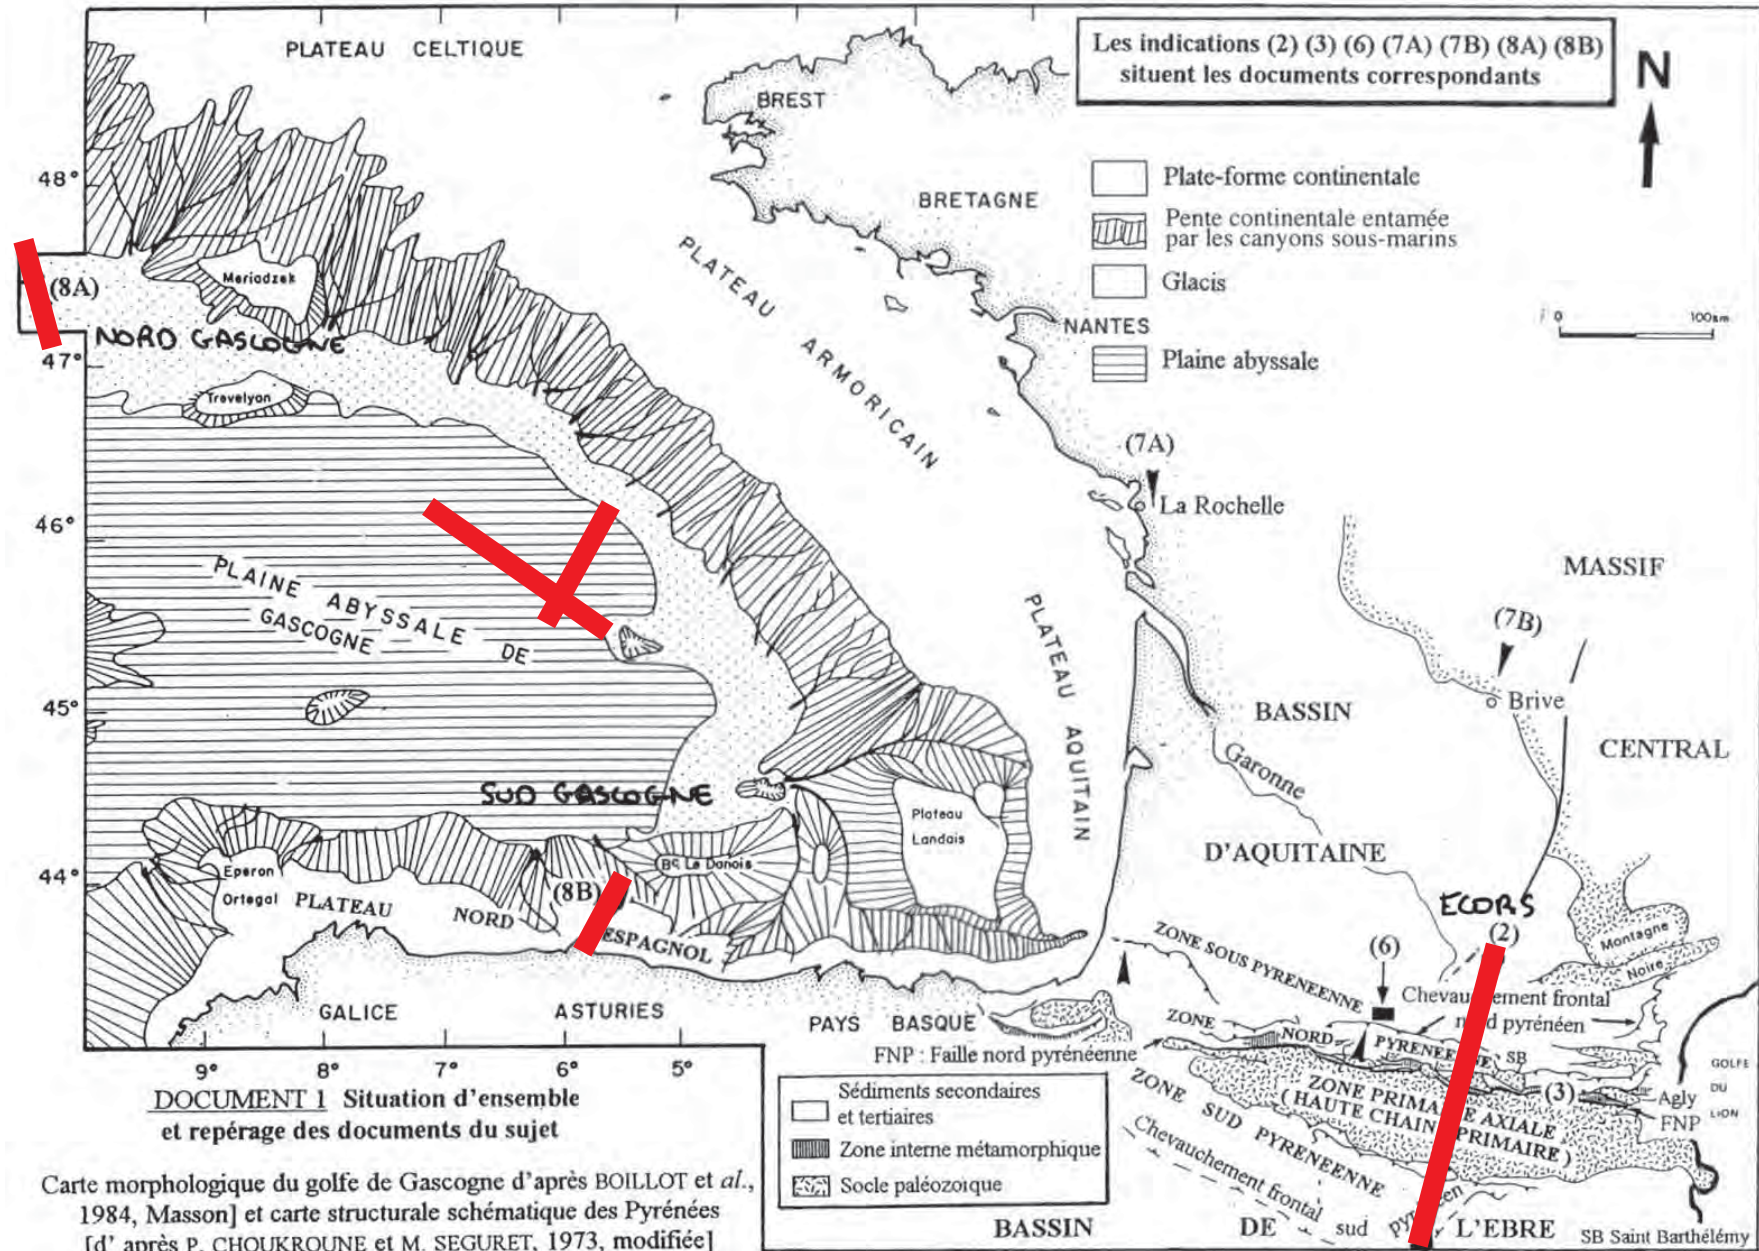 PLATEAU CELTIQUE
Les indications (2) (3) (6) (7A) (7B) (8A) (8B)
situent les documents correspondants
N
BREST
BRETAGNE
Plate-forme continentale
Pente continentale entamée
par les canyons sous-marins
Glacis
Plaine abyssale
0 100km
48°
47°
46°
45°
44°
(8A)
Meriadzek
NORD GASCOGNE
Trevelyan
PLATEAU ARMORICAIN
NANTES
(7A)
La Rochelle
MASSIF
CENTRAL
(7B)
Brive
PLAINE ABYSSALE DE
GASCOGNE
PLATEAU AQUITAIN
BASSIN
D'AQUITAINE
Garonne
SUD GASCOGNE
Plateau
Landais
Bc Le Danois
Eperon
Ortegal
PLATEAU NORD ESPAGNOL
(8B)
GALICE
ASTURIES
PAYS BASQUE
ECORS
(2)
(6)
Montagne
Noire
ZONE SOUS PYRENEENNE
Chevauchement frontal
nord pyrénéen
ZONE NORD PYRENEENNE
SB
(3)
ZONE PRIMAIRE AXIALE
(HAUTE CHAINE PRIMAIRE)
Agly
FNP
GOLFE
DU
LION
ZONE SUD PYRENEENNE
Chevauchement frontal sud pyrénéen
BASSIN DE L'EBRE
SB Saint Barthélémy
9° 8° 7° 6° 5°
FNP : Faille nord pyrénéenne
Sédiments secondaires
et tertiaires
Zone interne métamorphique
Socle paléozoïque
DOCUMENT 1 Situation d'ensemble
et repérage des documents du sujet
Carte morphologique du golfe de Gascogne d'après BOILLOT et al.,
1984, Masson] et carte structurale schématique des Pyrénées
[d' après P. CHOUKROUNE et M. SEGURET, 1973, modifiée]